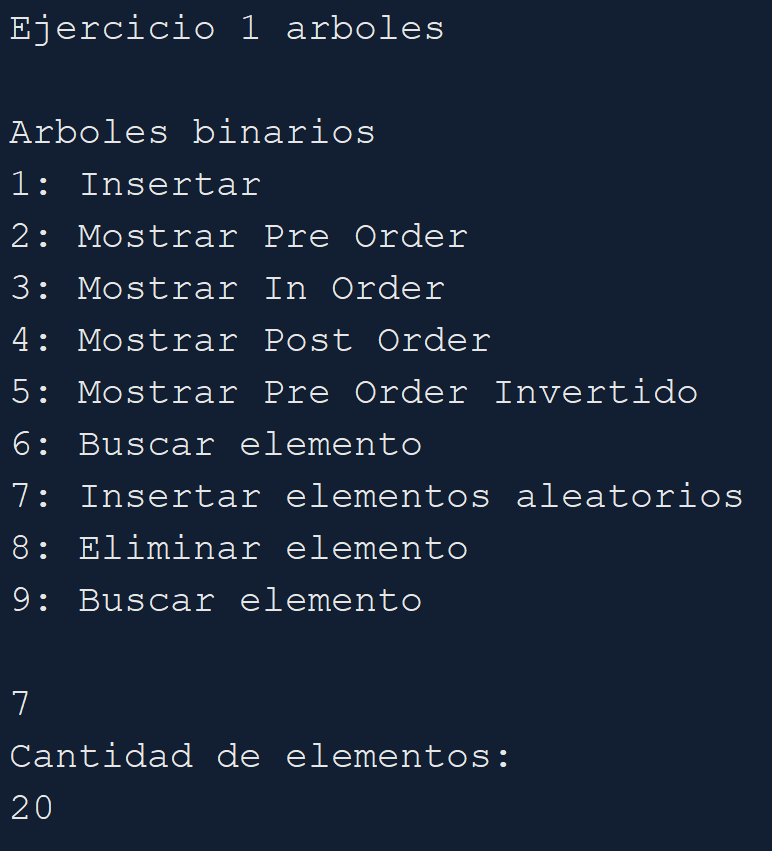 Ejercicio 1 arboles
Arboles binarios
1: Insertar
2: Mostrar Pre Order
3: Mostrar In Order
4: Mostrar Post Order
5: Mostrar Pre Order Invertido
6: Buscar elemento
7: Insertar elementos aleatorios
8: Eliminar elemento
9: Buscar elemento
7
Cantidad de elementos:
20